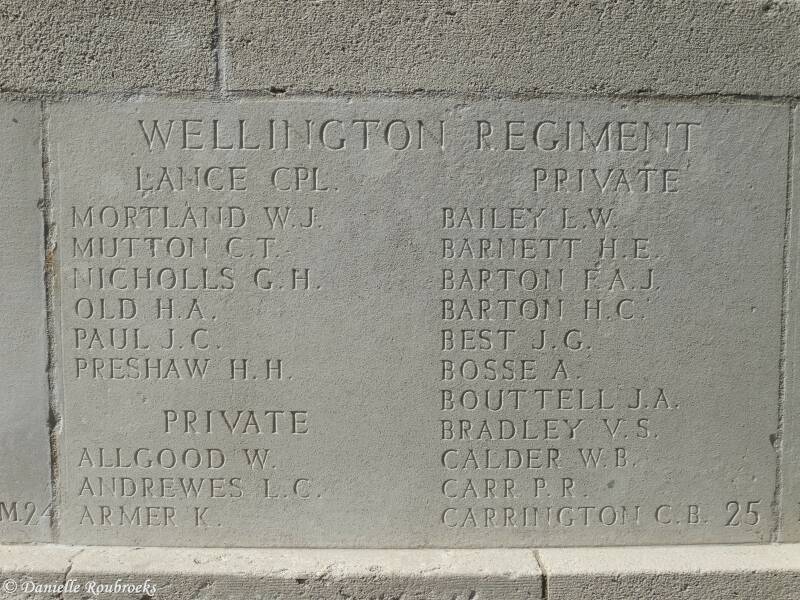 WELLINGTON REGIMENT
LANCE CPL.
MORTLAND W.J.
MUTTON C.T.
NICHOLLS G.H.
OLD H.A.
PAUL J.C.
PRESHAW H.H.
PRIVATE
ALLGOOD W.
ANDREWES L.C.
ARMER K.
PRIVATE
BAILEY L.W.
BARNETT H.E.
BARTON F.A.J.
BARTON H.C.
BEST J.G.
BOSSE A.
BOUTTELL J.A.
BRADLEY V.S.
CALDER W.B.
CARR P.R.
CARRINGTON C.B. 25
M.24
© Danielle Roubroeks